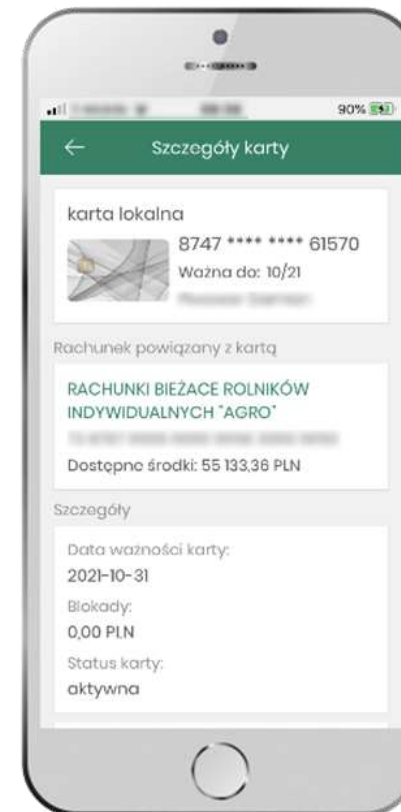 90%
Szczegóły karty
karta lokalna
8747 **** **** 61570
Ważna do: 10/21
Rachunek powiązany z kartą
RACHUNKI BIEŻACE ROLNIKÓW
INDYWIDUALNYCH "AGRO"
Dostępne środki: 55 133,36 PLN
Szczegóły
Data ważności karty:
2021-10-31
Blokady:
0,00 PLN
Status karty:
aktywna